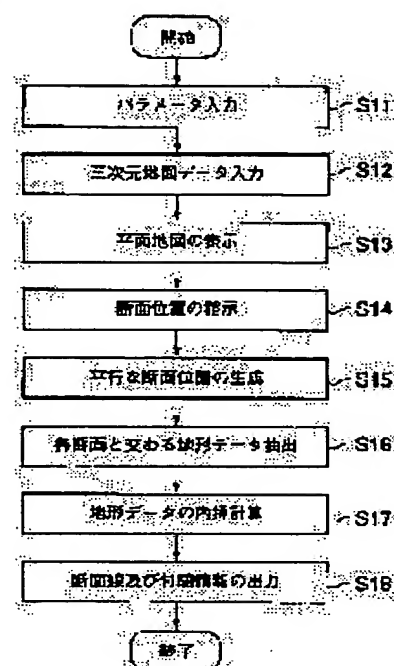 開始
パラメータ入力
S11
三次元地図データ入力
S12
平面地図の表示
S13
断面位置の指示
S14
平行な断面位置の生成
S15
各断面と交わる地形データ抽出
S16
地形データの内挿計算
S17
断面線及び付随情報の出力
S18
終了